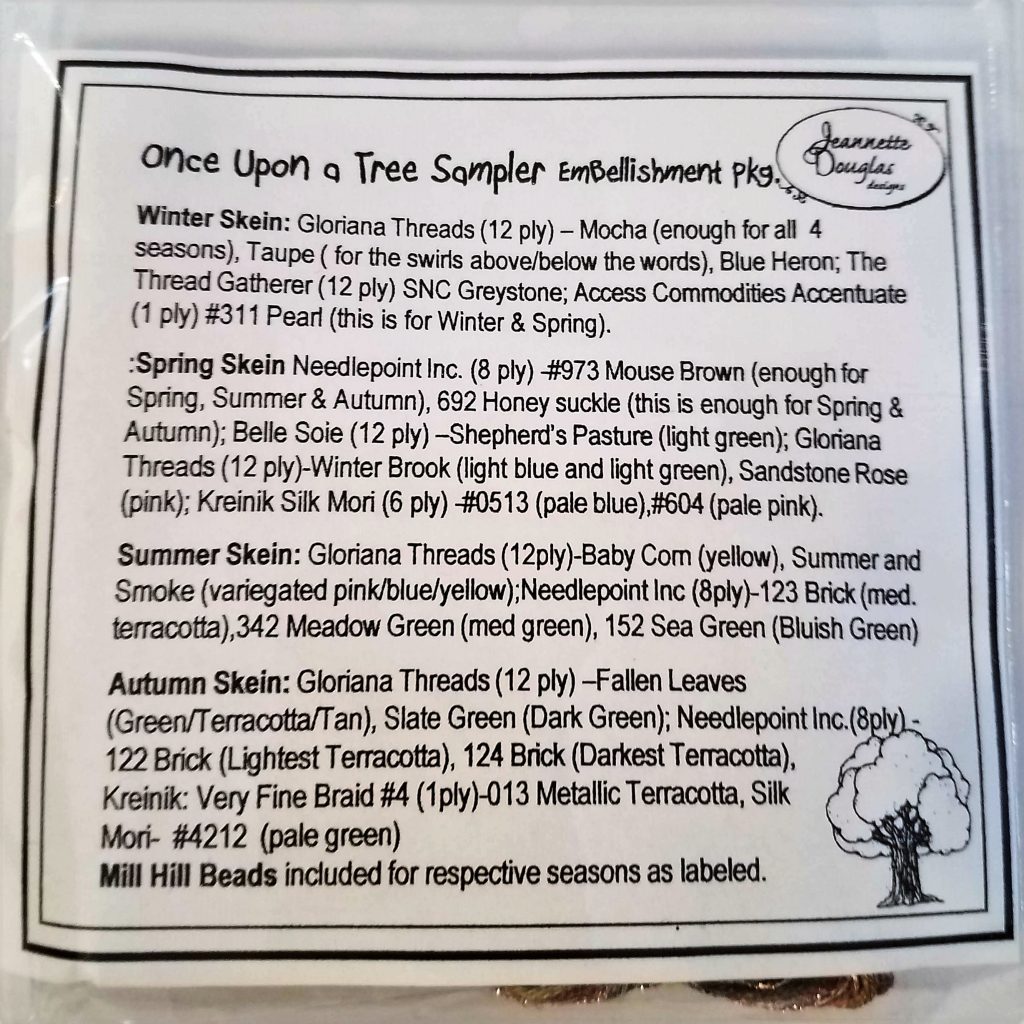 Once Upon a Tree Sampler EmBellishment Pkg.
Jeannette
Douglas
designs
Winter Skein: Gloriana Threads (12 ply) – Mocha (enough for all 4
seasons), Taupe ( for the swirls above/below the words), Blue Heron; The
Thread Gatherer (12 ply) SNC Greystone; Access Commodities Accentuate
(1 ply) #311 Pearl (this is for Winter & Spring).
:Spring Skein Needlepoint Inc. (8 ply) -#973 Mouse Brown (enough for
Spring, Summer & Autumn), 692 Honey suckle (this is enough for Spring &
Autumn); Belle Soie (12 ply) –Shepherd's Pasture (light green); Gloriana
Threads (12 ply)-Winter Brook (light blue and light green), Sandstone Rose
(pink); Kreinik Silk Mori (6 ply) -#0513 (pale blue),#604 (pale pink).
Summer Skein: Gloriana Threads (12ply)-Baby Corn (yellow), Summer and
Smoke (variegated pink/blue/yellow);Needlepoint Inc (8ply)-123 Brick (med.
terracotta),342 Meadow Green (med green), 152 Sea Green (Bluish Green)
Autumn Skein: Gloriana Threads (12 ply) –Fallen Leaves
(Green/Terracotta/Tan), Slate Green (Dark Green); Needlepoint Inc.(8ply) -
122 Brick (Lightest Terracotta), 124 Brick (Darkest Terracotta),
Kreinik: Very Fine Braid #4 (1ply)-013 Metallic Terracotta, Silk
Mori- #4212 (pale green)
Mill Hill Beads included for respective seasons as labeled.